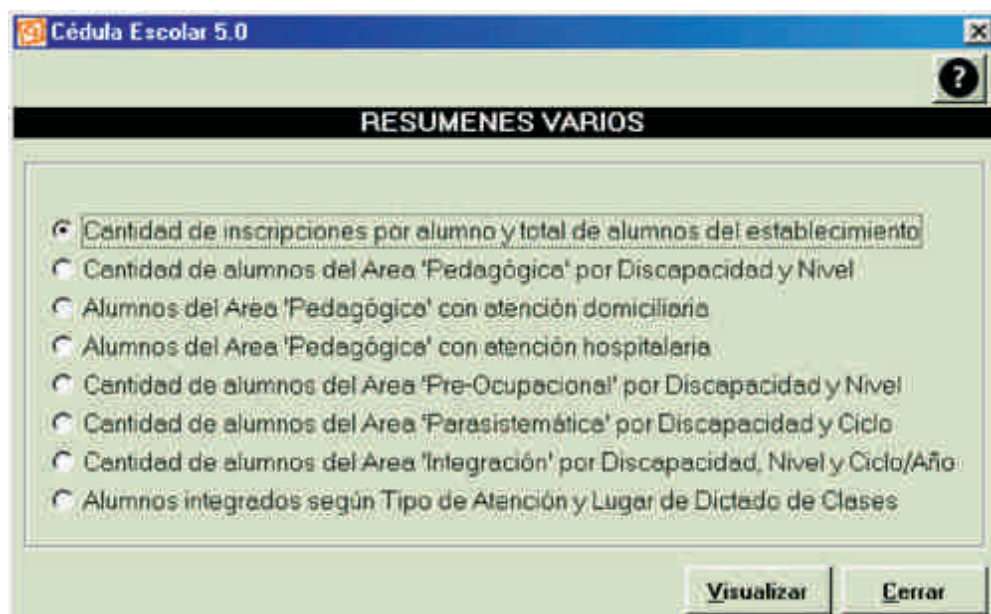 Cédula Escolar 5.0
?
RESUMENES VARIOS
Cantidad de inscripciones por alumno y total de alumnos del establecimiento
Cantidad de alumnos del Area 'Pedagógica' por Discapacidad y Nivel
Alumnos del Area 'Pedagógica' con atención domiciliaria
Alumnos del Area 'Pedagógica' con atención hospitalaria
Cantidad de alumnos del Area 'Pre-Ocupacional' por Discapacidad y Nivel
Cantidad de alumnos del Area 'Parasistemática' por Discapacidad y Ciclo
Cantidad de alumnos del Area 'Integración' por Discapacidad, Nivel y Ciclo/Año
Alumnos integrados según Tipo de Atención y Lugar de Dictado de Clases
Visualizar Cerrar